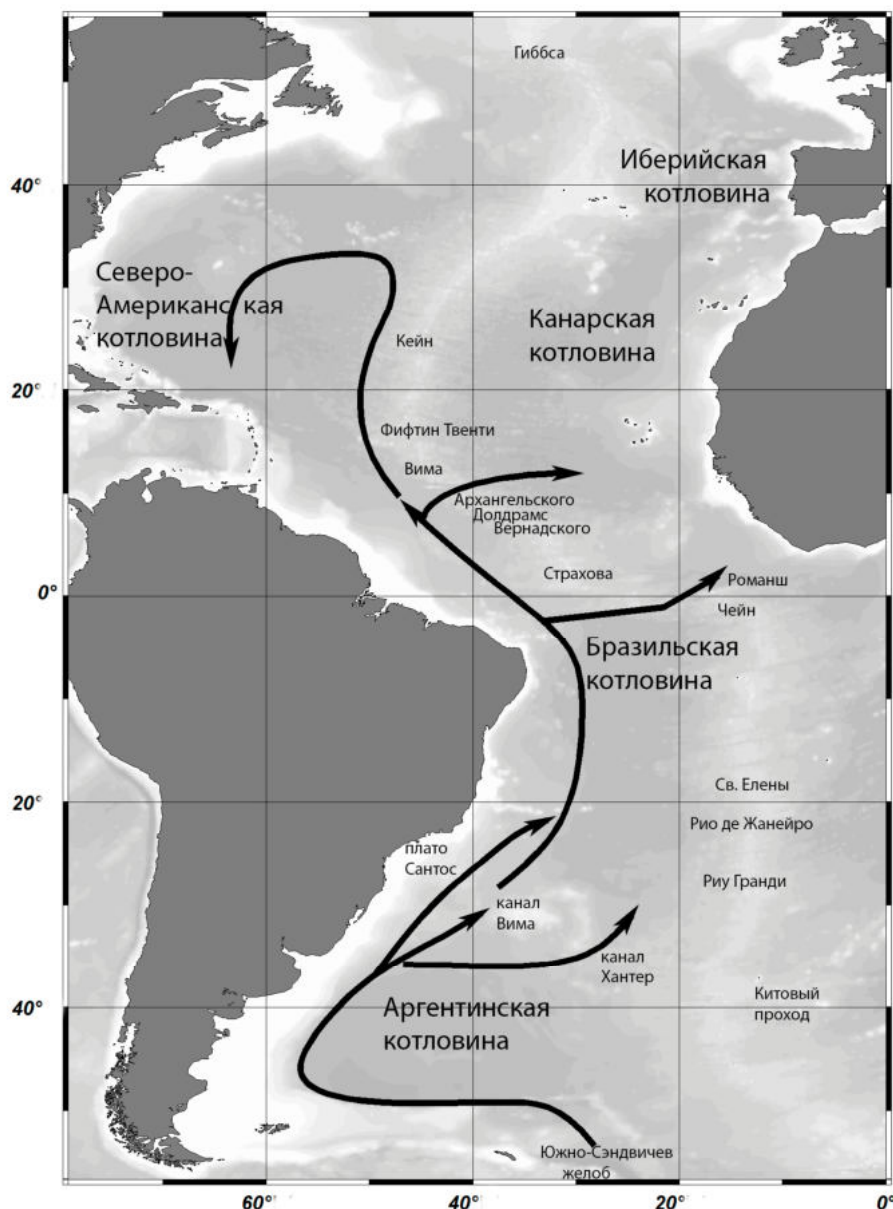 Гиббса
Иберийская
котловина
40°
Северо-
Американская
котловина
Кейн
Канарская
котловина
20°
Фифтин Твенти
Вима
Архангельского
Долдрамс
Вернадского
Страхова
Романш
0°
Чейн
Бразильская
котловина
Св. Елены
20°
Рио де Жанейро
плато
Сантос
Риу Гранди
канал
Вима
канал
Хантер
Китовый
проход
40°
Аргентинская
котловина
Южно-Сэндвичев
желоб
60°
40°
20°
0°